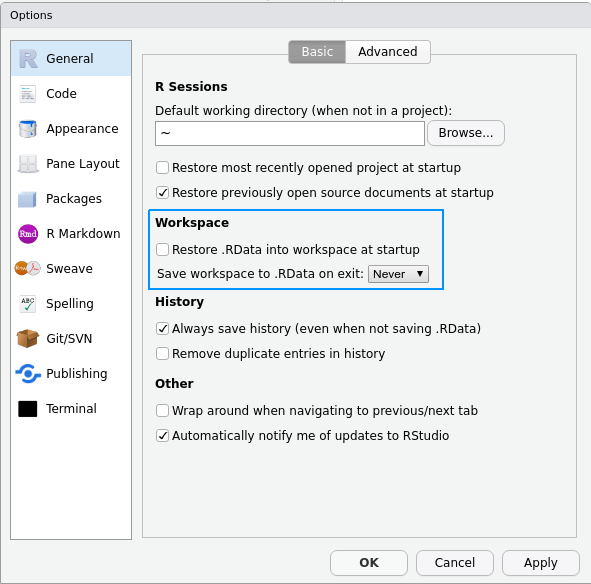 Options
General
Code
Appearance
Pane Layout
Packages
Rmd R Markdown
Sweave
ABC Spelling
Git/SVN
Publishing
Terminal
Basic Advanced
R Sessions
Default working directory (when not in a project):
~ Browse...
Restore most recently opened project at startup
Restore previously open source documents at startup
Workspace
Restore .RData into workspace at startup
Save workspace to .RData on exit: Never
History
Always save history (even when not saving .RData)
Remove duplicate entries in history
Other
Wrap around when navigating to previous/next tab
Automatically notify me of updates to RStudio
OK Cancel Apply